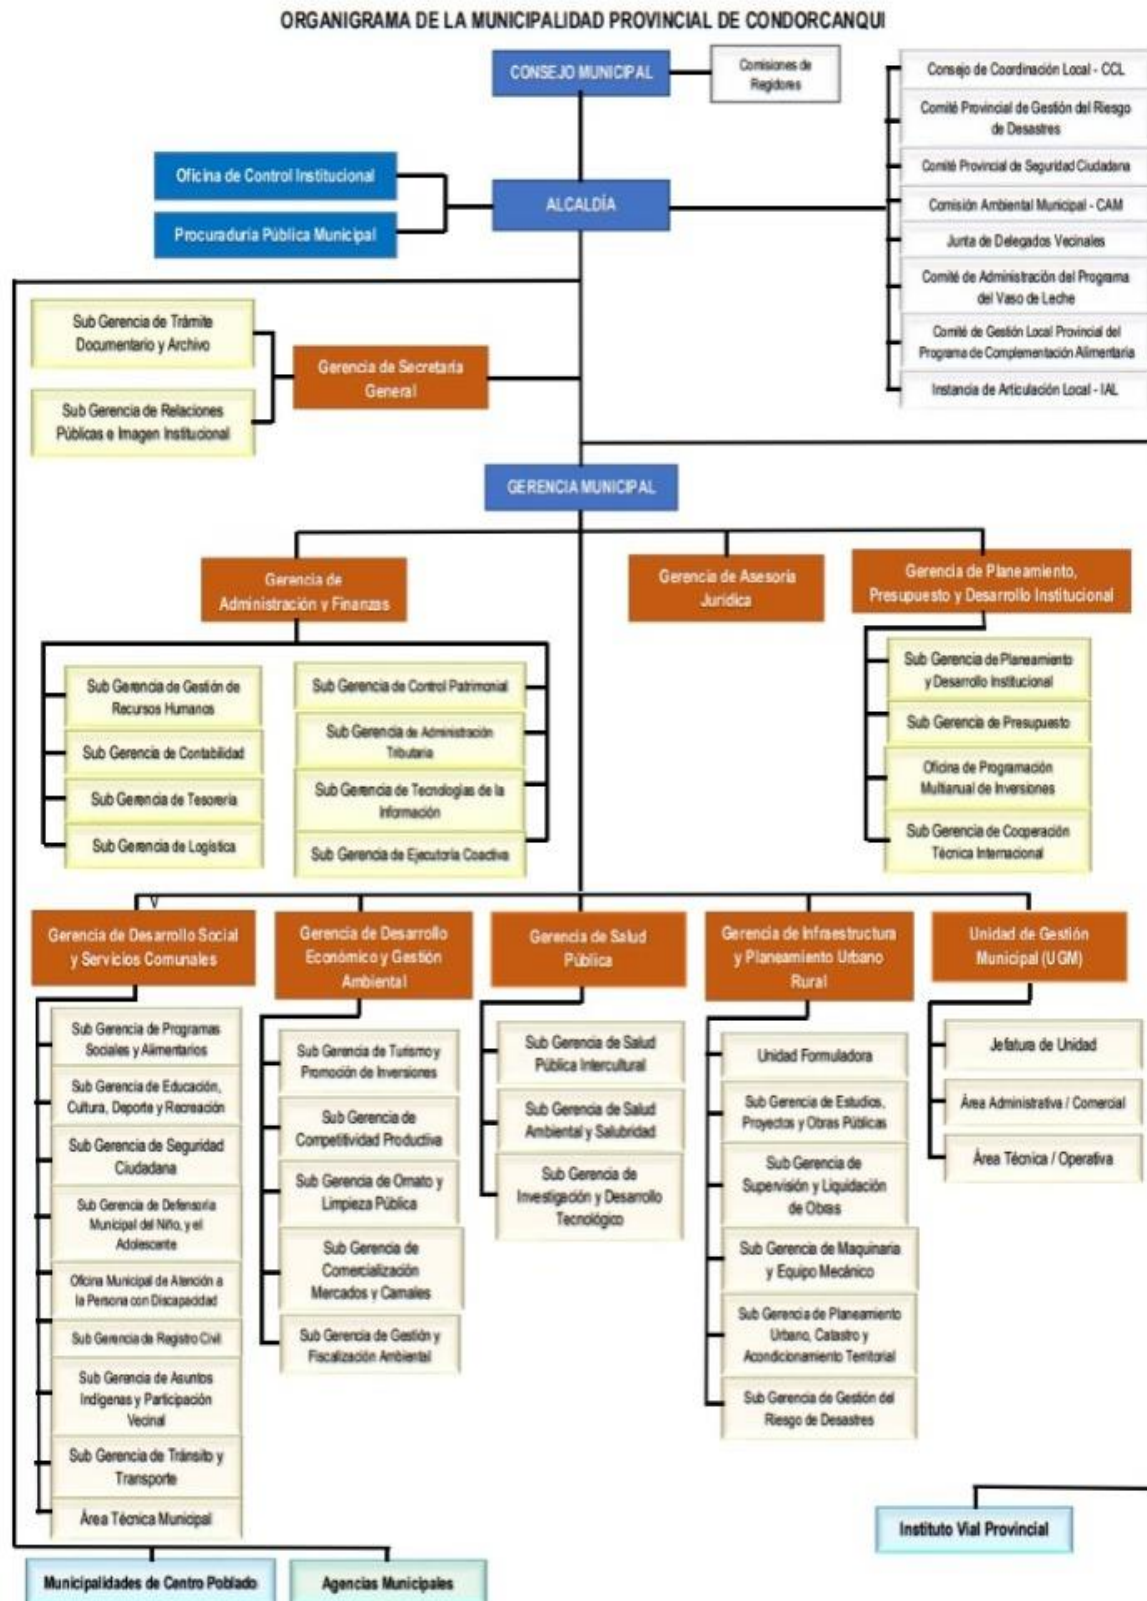 ORGANIGRAMA DE LA MUNICIPALIDAD PROVINCIAL DE CONDORCANQUI
CONSEJO MUNICIPAL
Comisiones de
Regidores
Consejo de Coordinación Local - CCL
Comité Provincial de Gestión del Riesgo
de Desastres
Comité Provincial de Seguridad Ciudadana
Comisión Ambiental Municipal - CAM
Junta de Delegados Vecinales
Comité de Administración del Programa
del Vaso de Leche
Comité de Gestión Local Provincial del
Programa de Complementación Alimentaria
Instancia de Articulación Local - IAL
Oficina de Control Institucional
Procuraduría Pública Municipal
ALCALDÍA
Sub Gerencia de Trámite
Documentario y Archivo
Sub Gerencia de Relaciones
Públicas e Imagen Institucional
Gerencia de Secretaría
General
GERENCIA MUNICIPAL
Gerencia de
Administración y Finanzas
Gerencia de Asesoría
Jurídica
Gerencia de Planeamiento,
Presupuesto y Desarrollo Institucional
Sub Gerencia de Gestión de
Recursos Humanos
Sub Gerencia de Contabilidad
Sub Gerencia de Tesorería
Sub Gerencia de Logística
Sub Gerencia de Control Patrimonial
Sub Gerencia de Administración
Tributaria
Sub Gerencia de Tecnologías de la
Información
Sub Gerencia de Ejecutoría Coactiva
Sub Gerencia de Planeamiento
y Desarrollo Institucional
Sub Gerencia de Presupuesto
Oficina de Programación
Multianual de Inversiones
Sub Gerencia de Cooperación
Técnica Internacional
V
Gerencia de Desarrollo Social
y Servicios Comunales
Sub Gerencia de Programas
Sociales y Alimentarios
Sub Gerencia de Educación,
Cultura, Deporte y Recreación
Sub Gerencia de Seguridad
Ciudadana
Sub Gerencia de Defensoría
Municipal del Niño, y el
Adolescente
Oficina Municipal de Atención a
la Persona con Discapacidad
Sub Gerencia de Registro Civil
Sub Gerencia de Asuntos
Indígenas y Participación
Vecinal
Sub Gerencia de Tránsito y
Transporte
Área Técnica Municipal
Gerencia de Desarrollo
Económico y Gestión
Ambiental
Sub Gerencia de Turismo y
Promoción de Inversiones
Sub Gerencia de
Competitividad Productiva
Sub Gerencia de Ornato y
Limpieza Pública
Sub Gerencia de
Comercialización
Mercados y Camales
Sub Gerencia de Gestión y
Fiscalización Ambiental
Gerencia de Salud
Pública
Sub Gerencia de Salud
Pública Intercultural
Sub Gerencia de Salud
Ambiental y Salubridad
Sub Gerencia de
Investigación y Desarrollo
Tecnológico
Gerencia de Infraestructura
y Planeamiento Urbano
Rural
Unidad Formuladora
Sub Gerencia de Estudios,
Proyectos y Obras Públicas
Sub Gerencia de
Supervisión y Liquidación
de Obras
Sub Gerencia de Maquinaria
y Equipo Mecánico
Sub Gerencia de Planeamiento
Urbano, Catastro y
Acondicionamiento Territorial
Sub Gerencia de Gestión del
Riesgo de Desastres
Unidad de Gestión
Municipal (UGM)
Jefatura de Unidad
Área Administrativa / Comercial
Área Técnica / Operativa
Instituto Vial Provincial
Municipalidades de Centro Poblado
Agencias Municipales